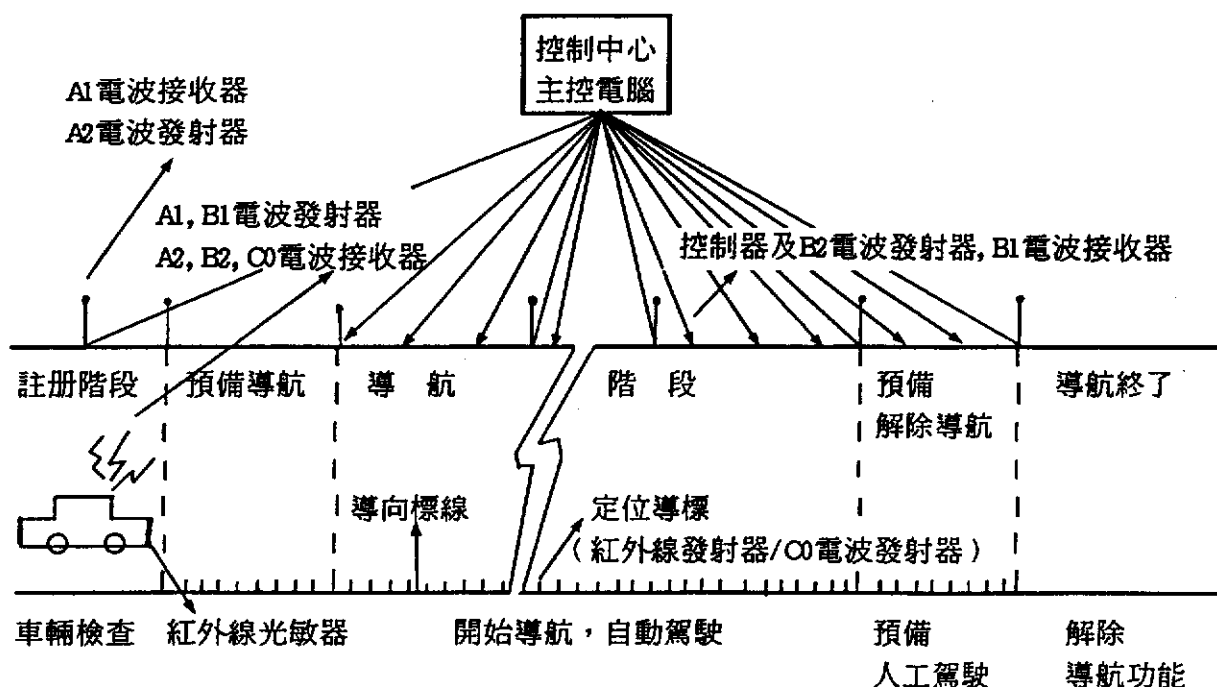 控制中心
主控電腦
A1電波接收器
A2電波發射器
A1, B1電波發射器
A2, B2, C0電波接收器
控制器及B2電波發射器, B1電波接收器
註册階段
預備導航
導 航
階 段
預備
解除導航
導航終了
導向標線
定位導標
(紅外線發射器/C0電波發射器)
車輛檢查
紅外線光敏器
開始導航，自動駕駛
預備
人工駕駛
解除
導航功能